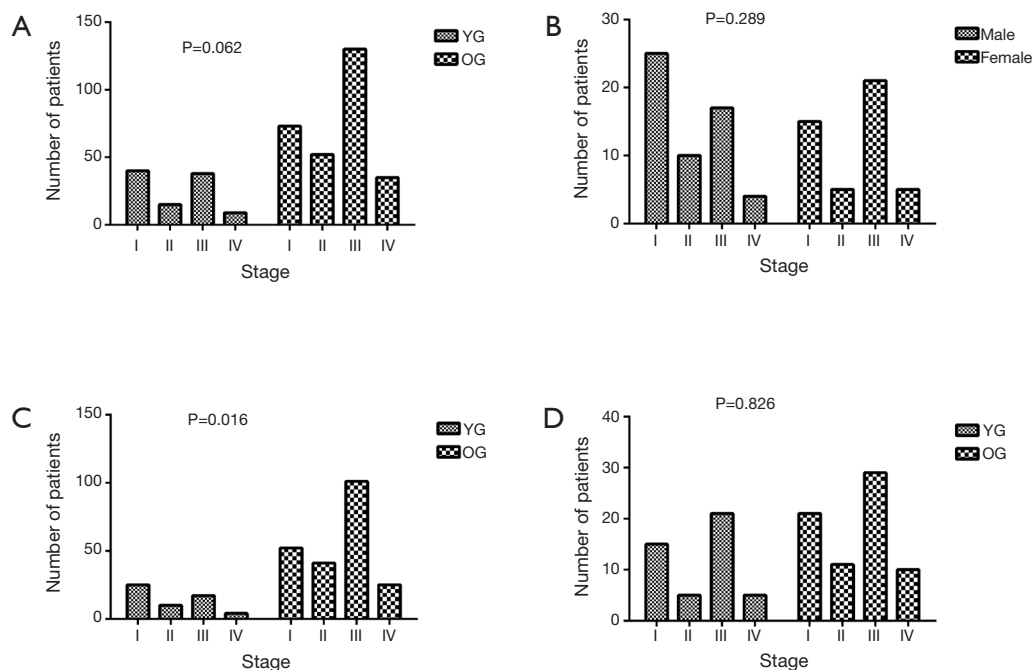 A
P=0.062
YG
OG
Number of patients
150
100
50
0
I II III IV I II III IV
Stage
B
P=0.289
Male
Female
Number of patients
30
20
10
0
I II III IV I II III IV
Stage
C
P=0.016
YG
OG
Number of patients
150
100
50
0
I II III IV I II III IV
Stage
D
P=0.826
YG
OG
Number of patients
40
30
20
10
0
I II III IV I II III IV
Stage